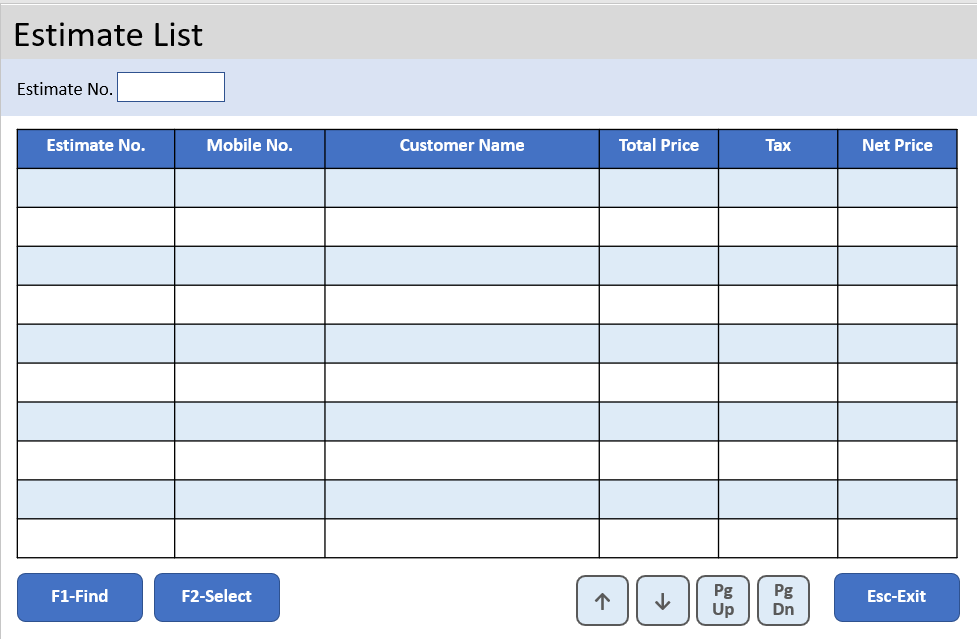 Estimate List
Estimate No.
Estimate No. Mobile No. Customer Name Total Price Tax Net Price
F1-Find F2-Select ↑ ↓ Pg Up Pg Dn Esc-Exit